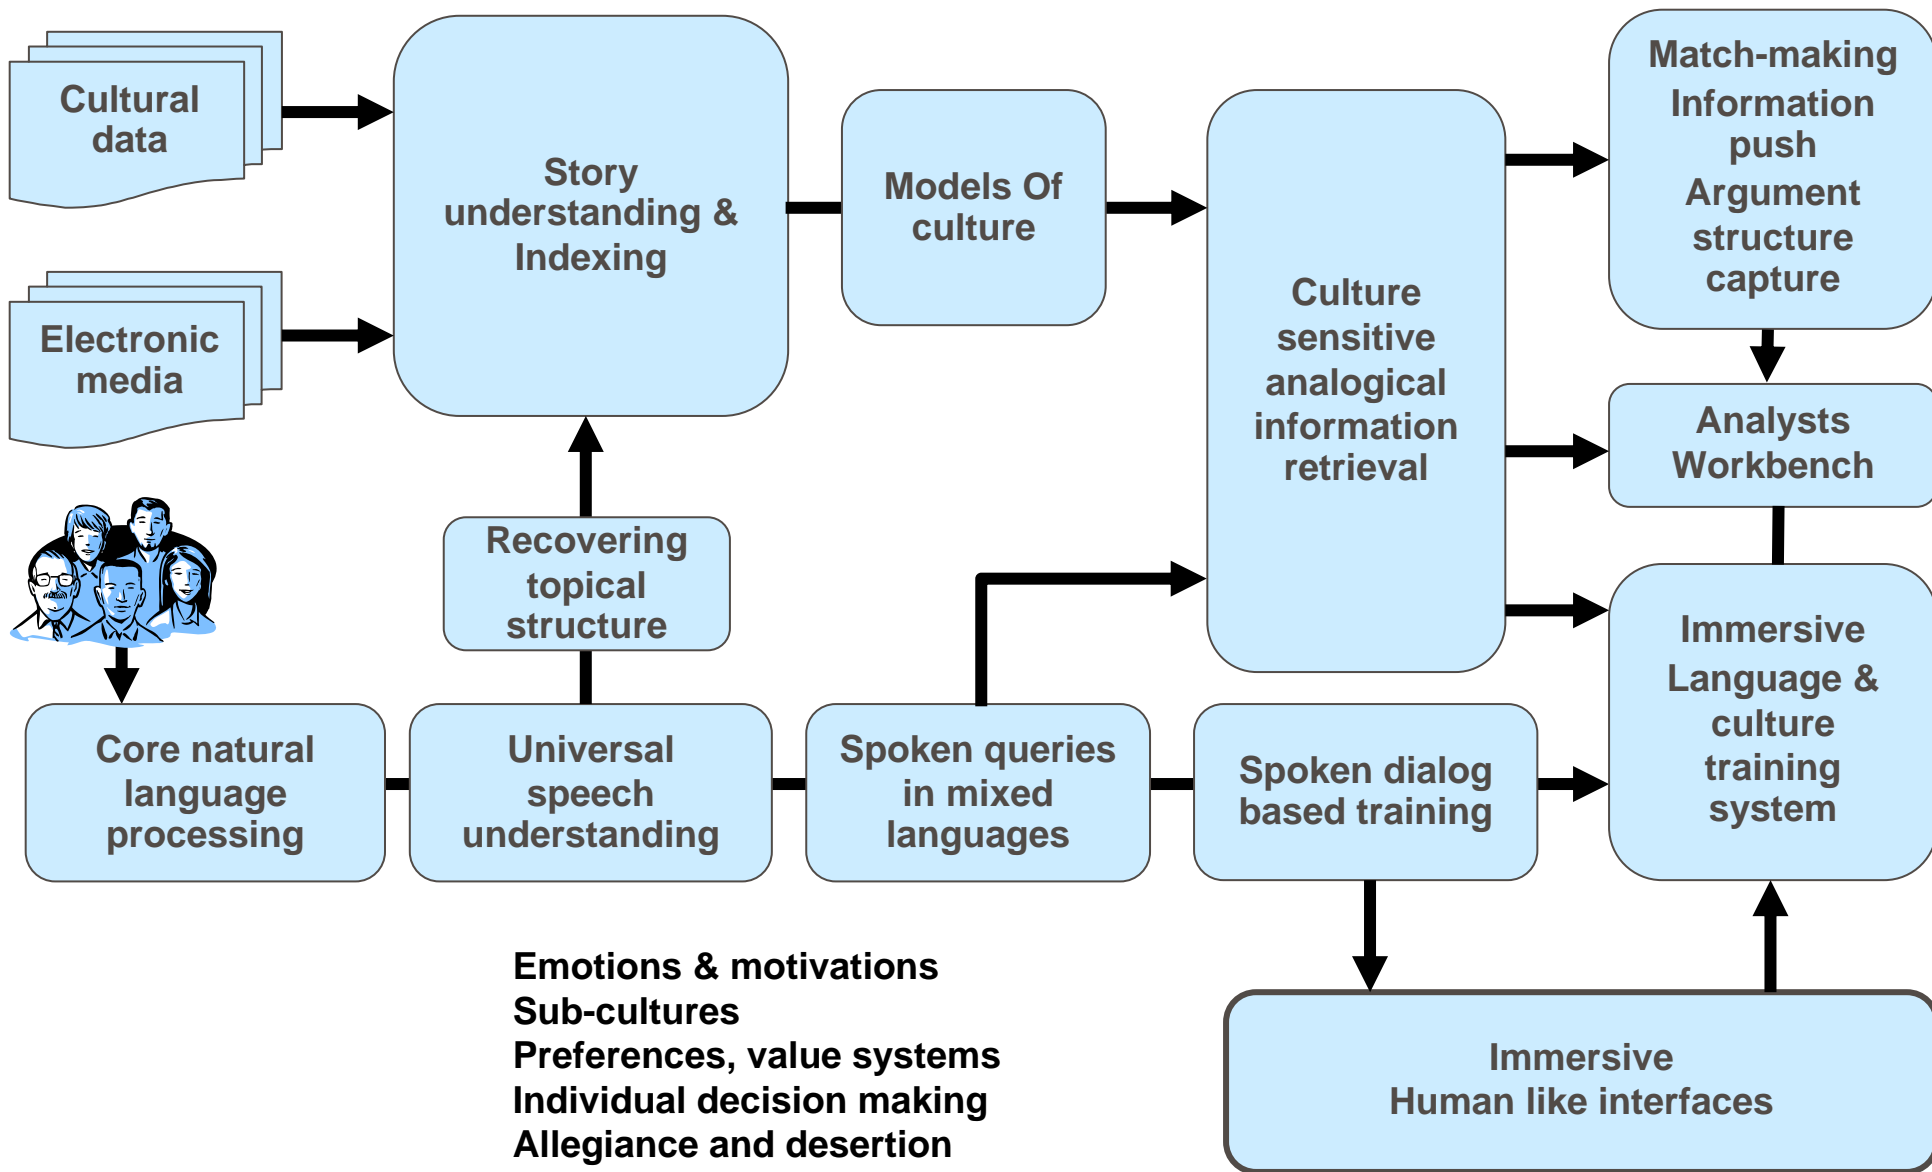 Cultural
data
Electronic
media
Story
understanding &
Indexing
Models Of
culture
Culture
sensitive
analogical
information
retrieval
Match-making
Information
push
Argument
structure
capture
Analysts
Workbench
Recovering
topical
structure
Immersive
Language &
culture
training
system
Core natural
language
processing
Universal
speech
understanding
Spoken queries
in mixed
languages
Spoken dialog
based training
Emotions & motivations
Sub-cultures
Preferences, value systems
Individual decision making
Allegiance and desertion
Immersive
Human like interfaces